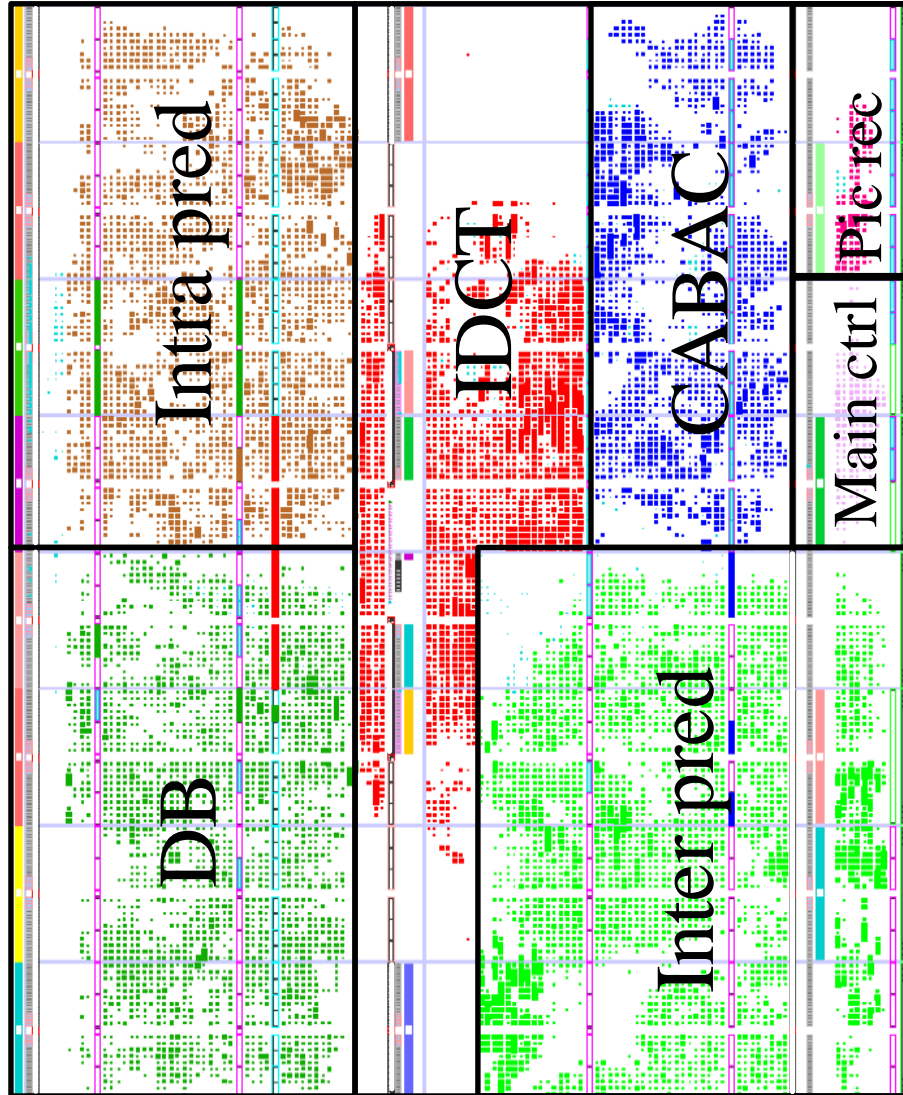 Intra pred
IDCT
CABAC
Pic rec
Main ctrl
DB
Inter pred